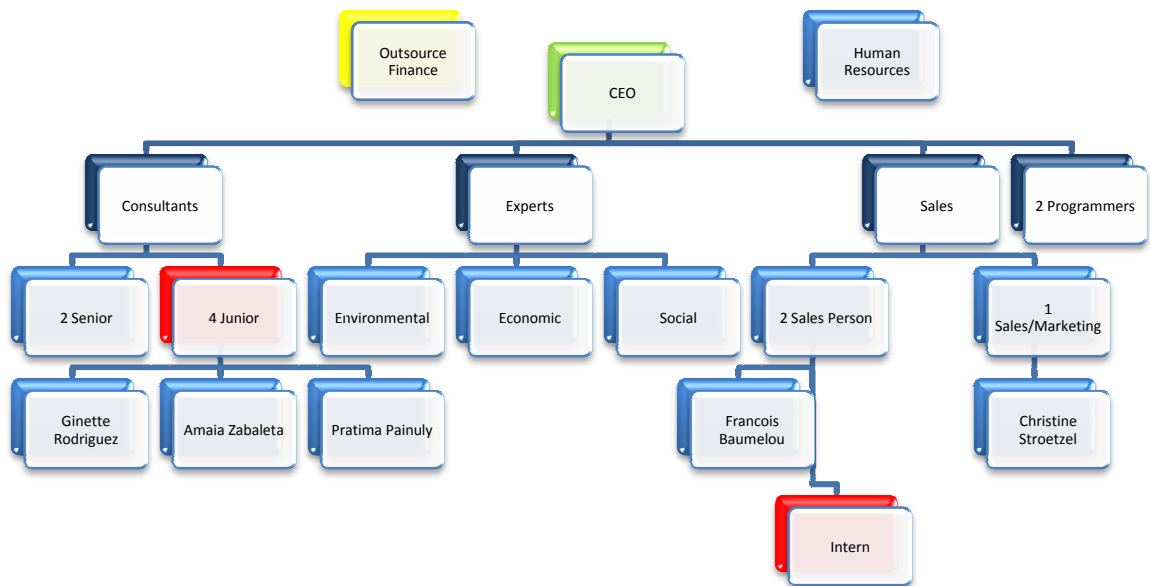 Outsource
Finance
Human
Resources
CEO
Consultants
Experts
Sales
2 Programmers
2 Senior
4 Junior
Environmental
Economic
Social
2 Sales Person
1
Sales/Marketing
Ginette
Rodriguez
Amaia Zabaleta
Pratima Painuly
Francois
Baumelou
Christine
Stroetzel
Intern